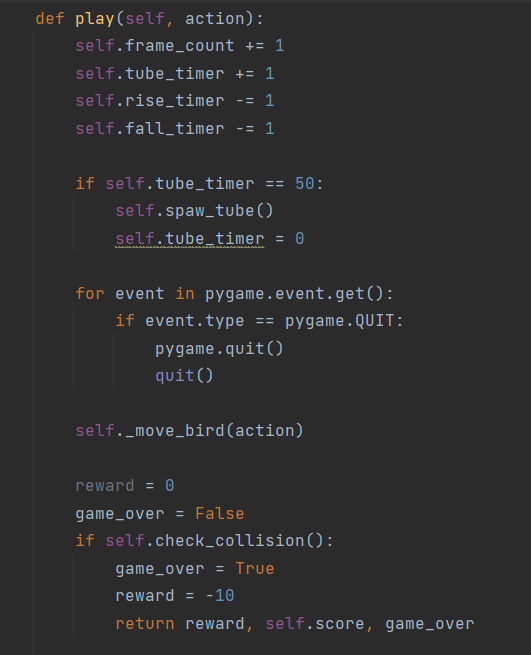 def play(self, action):
    self.frame_count += 1
    self.tube_timer += 1
    self.rise_timer -= 1
    self.fall_timer -= 1

    if self.tube_timer == 50:
        self.spaw_tube()
        self.tube_timer = 0

    for event in pygame.event.get():
        if event.type == pygame.QUIT:
            pygame.quit()
            quit()

    self._move_bird(action)

    reward = 0
    game_over = False
    if self.check_collision():
        game_over = True
        reward = -10
        return reward, self.score, game_over